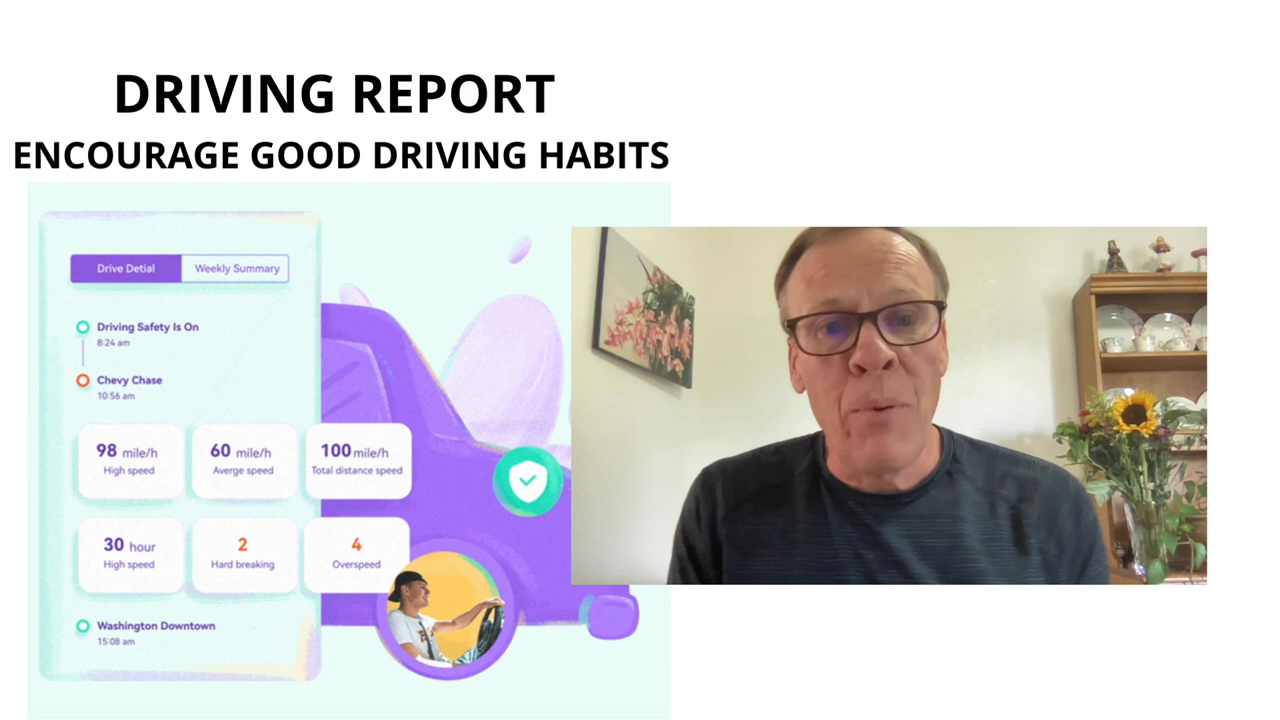 DRIVING REPORT
ENCOURAGE GOOD DRIVING HABITS
Drive Detial
Weekly Summary
Driving Safety Is On
8:24 am
Chevy Chase
10:56 am
98 mile/h
High speed
60 mile/h
Averge speed
100 mile/h
Total distance speed
30 hour
High speed
2
Hard breaking
4
Overspeed
Washington Downtown
15:08 am